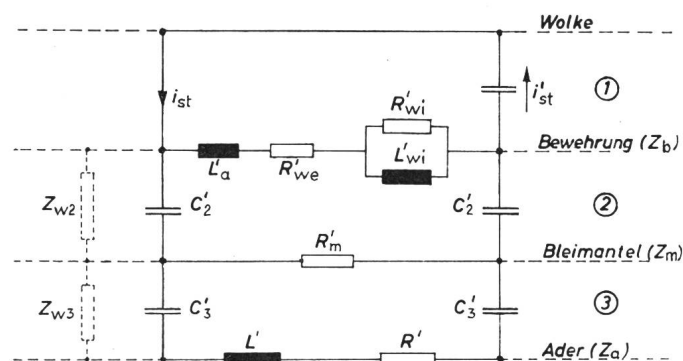 Wolke
i_st
i'_st
①
R'_wi
Bewehrung (Z_b)
L'_a
R'_we
L'_wi
Z_w2
C'_2
C'_2
②
R'_m
Bleimantel (Z_m)
Z_w3
C'_3
C'_3
③
L'
R'
Ader (Z_a)